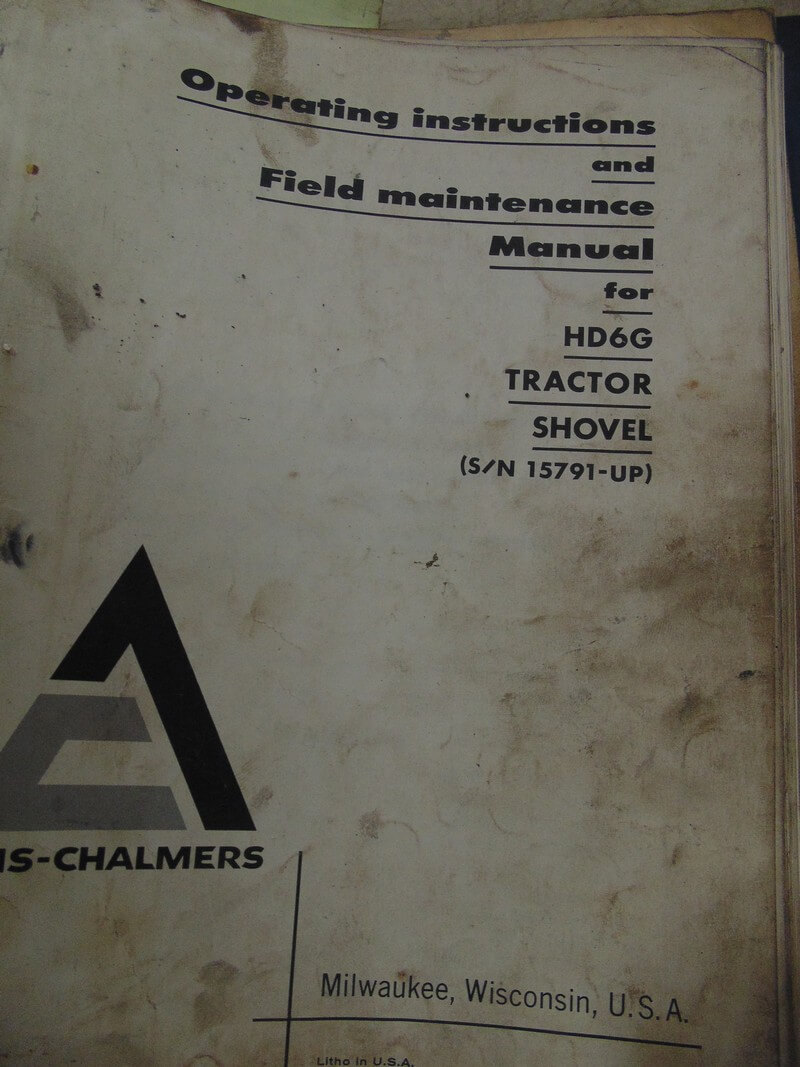 Operating instructions
and
Field maintenance
Manual
for
HD6G
TRACTOR
SHOVEL
(S/N 15791-UP)
IS-CHALMERS
Milwaukee, Wisconsin, U.S.A.
Litho in U.S.A.